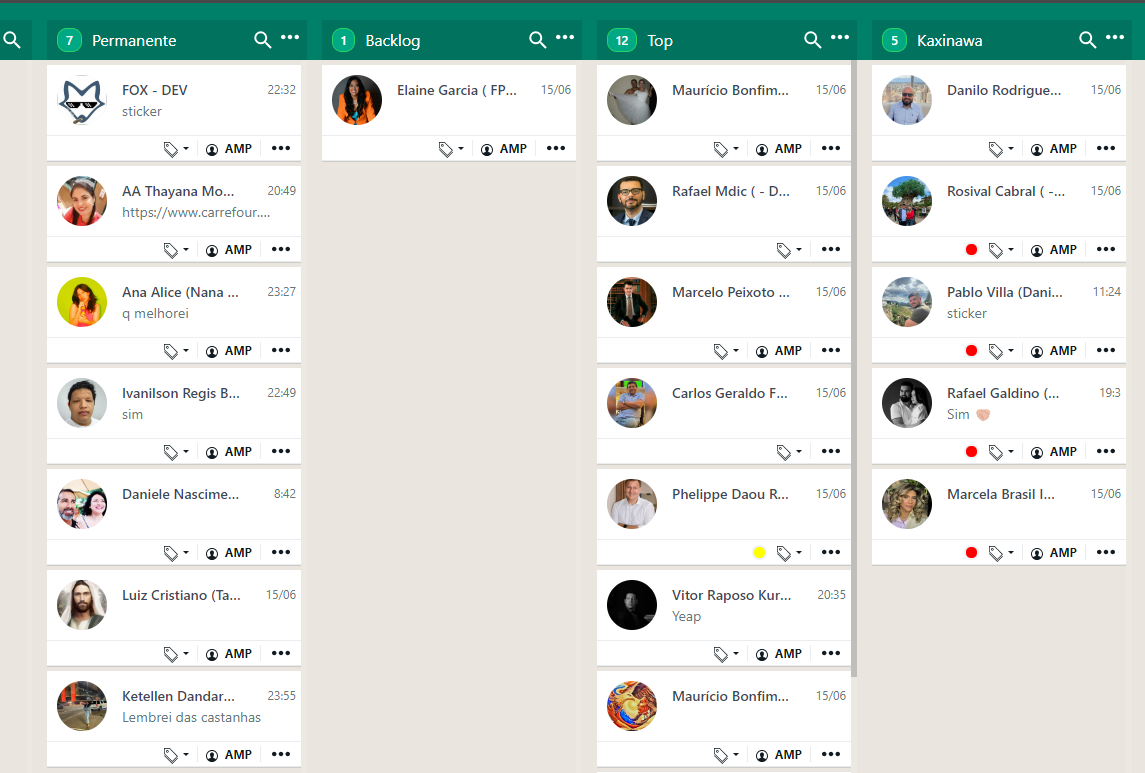 7 Permanente
FOX - DEV 22:32
sticker
AMP
AA Thayana Mo... 20:49
https://www.carrefour....
AMP
Ana Alice (Nana ... 23:27
q melhorei
AMP
Ivanilson Regis B... 22:49
sim
AMP
Daniele Nascime... 8:42
AMP
Luiz Cristiano (Ta... 15/06
AMP
Ketellen Dandar... 23:55
Lembrei das castanhas
AMP
1 Backlog
Elaine Garcia ( FP... 15/06
AMP
12 Top
Maurício Bonfim... 15/06
AMP
Rafael Mdic ( - D... 15/06
Marcelo Peixoto ... 15/06
AMP
Carlos Geraldo F... 15/06
Phelippe Daou R... 15/06
Vitor Raposo Kur... 20:35
Yeap
AMP
Maurício Bonfim... 15/06
AMP
5 Kaxinawa
Danilo Rodrigue... 15/06
AMP
Rosival Cabral ( -... 15/06
AMP
Pablo Villa (Dani... 11:24
sticker
AMP
Rafael Galdino (... 19:3
Sim 🤝🏻
AMP
Marcela Brasil I... 15/06
AMP